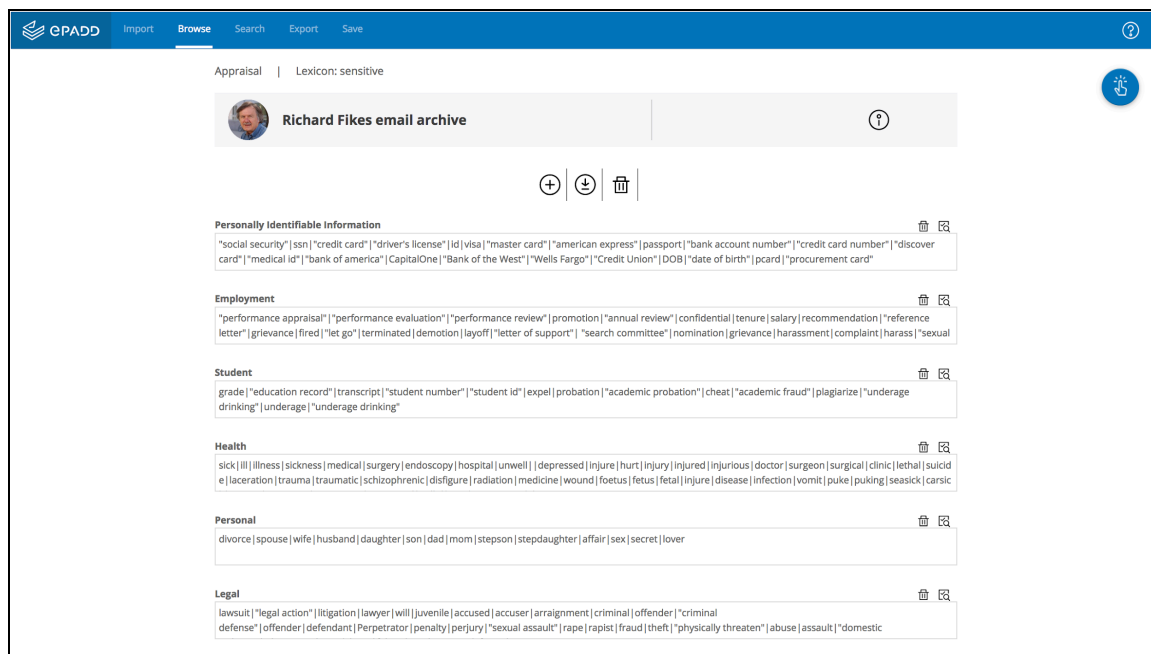 ePADD Import Browse Search Export Save
Appraisal | Lexicon: sensitive
Richard Fikes email archive
Personally Identifiable Information
"social security"|ssn|"credit card"|"driver's license"|id|visa|"master card"|"american express"|passport|"bank account number"|"credit card number"|"discover
card"|"medical id"|"bank of america"|CapitalOne|"Bank of the West"|"Wells Fargo"|"Credit Union"|DOB|"date of birth"|pcard|"procurement card"
Employment
"performance appraisal"|"performance evaluation"|"performance review"|promotion|"annual review"|confidential|tenure|salary|recommendation|"reference
letter"|grievance|fired|"let go"|terminated|demotion|layoff|"letter of support"| "search committee"|nomination|grievance|harassment|complaint|harass|"sexual
Student
grade|"education record"|transcript|"student number"|"student id"|expel|probation|"academic probation"|cheat|"academic fraud"|plagiarize|"underage
drinking"|underage|"underage drinking"
Health
sick|ill|illness|sickness|medical|surgery|endoscopy|hospital|unwell||depressed|injure|hurt|injury|injured|injurious|doctor|surgeon|surgical|clinic|lethal|suicid
e|laceration|trauma|traumatic|schizophrenic|disfigure|radiation|medicine|wound|foetus|fetus|fetal|injure|disease|infection|vomit|puke|puking|seasick|carsic
Personal
divorce|spouse|wife|husband|daughter|son|dad|mom|stepson|stepdaughter|affair|sex|secret|lover
Legal
lawsuit|"legal action"|litigation|lawyer|will|juvenile|accused|accuser|arraignment|criminal|offender|"criminal
defense"|offender|defendant|Perpetrator|penalty|perjury|"sexual assault"|rape|rapist|fraud|theft|"physically threaten"|abuse|assault|"domestic